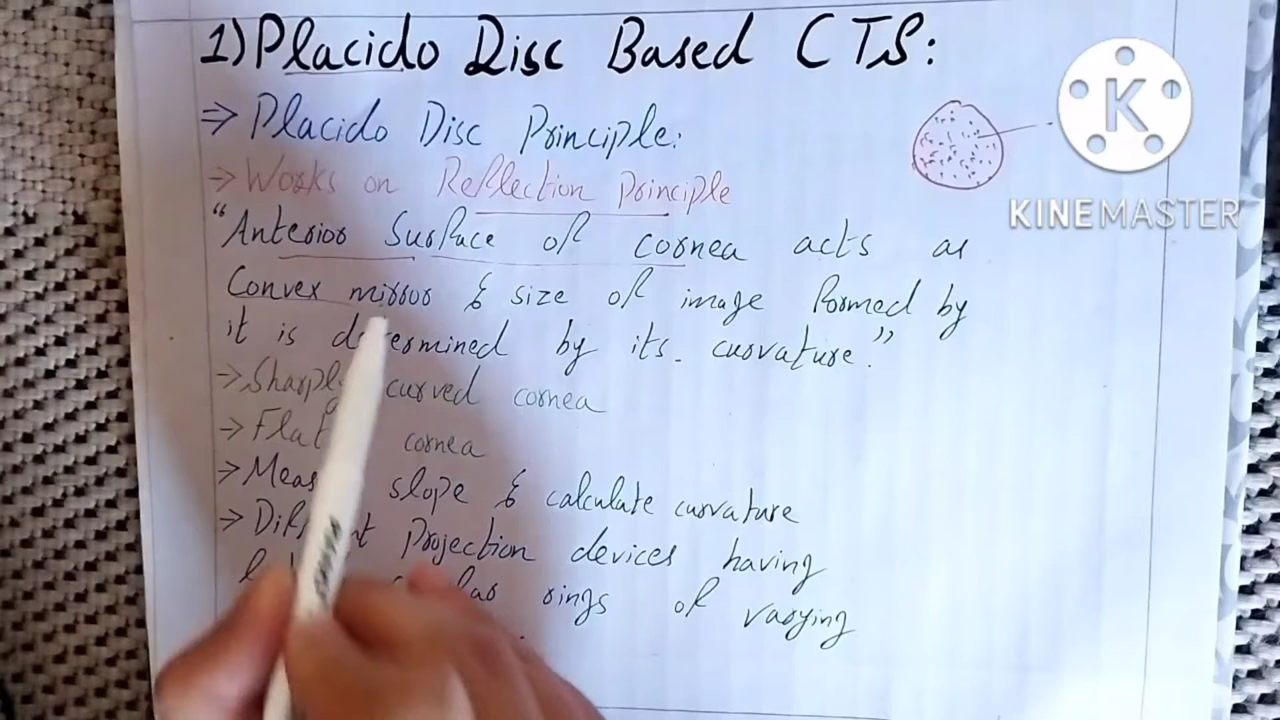 1) Placido Disc Based CTS:
⇒ Placido Disc Principle:
→ Works on Reflection Principle
"Anterior Surface of cornea acts as
Convex mirror & size of image formed by
it is determined by its curvature."
→ Sharply curved cornea
→ Flat cornea
→ slope & calculate curvature
→ Projection devices having
rings of varying
K
KINEMASTER